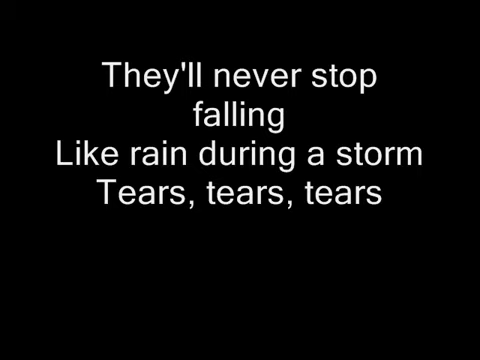 They'll never stop
falling
Like rain during a storm
Tears, tears, tears